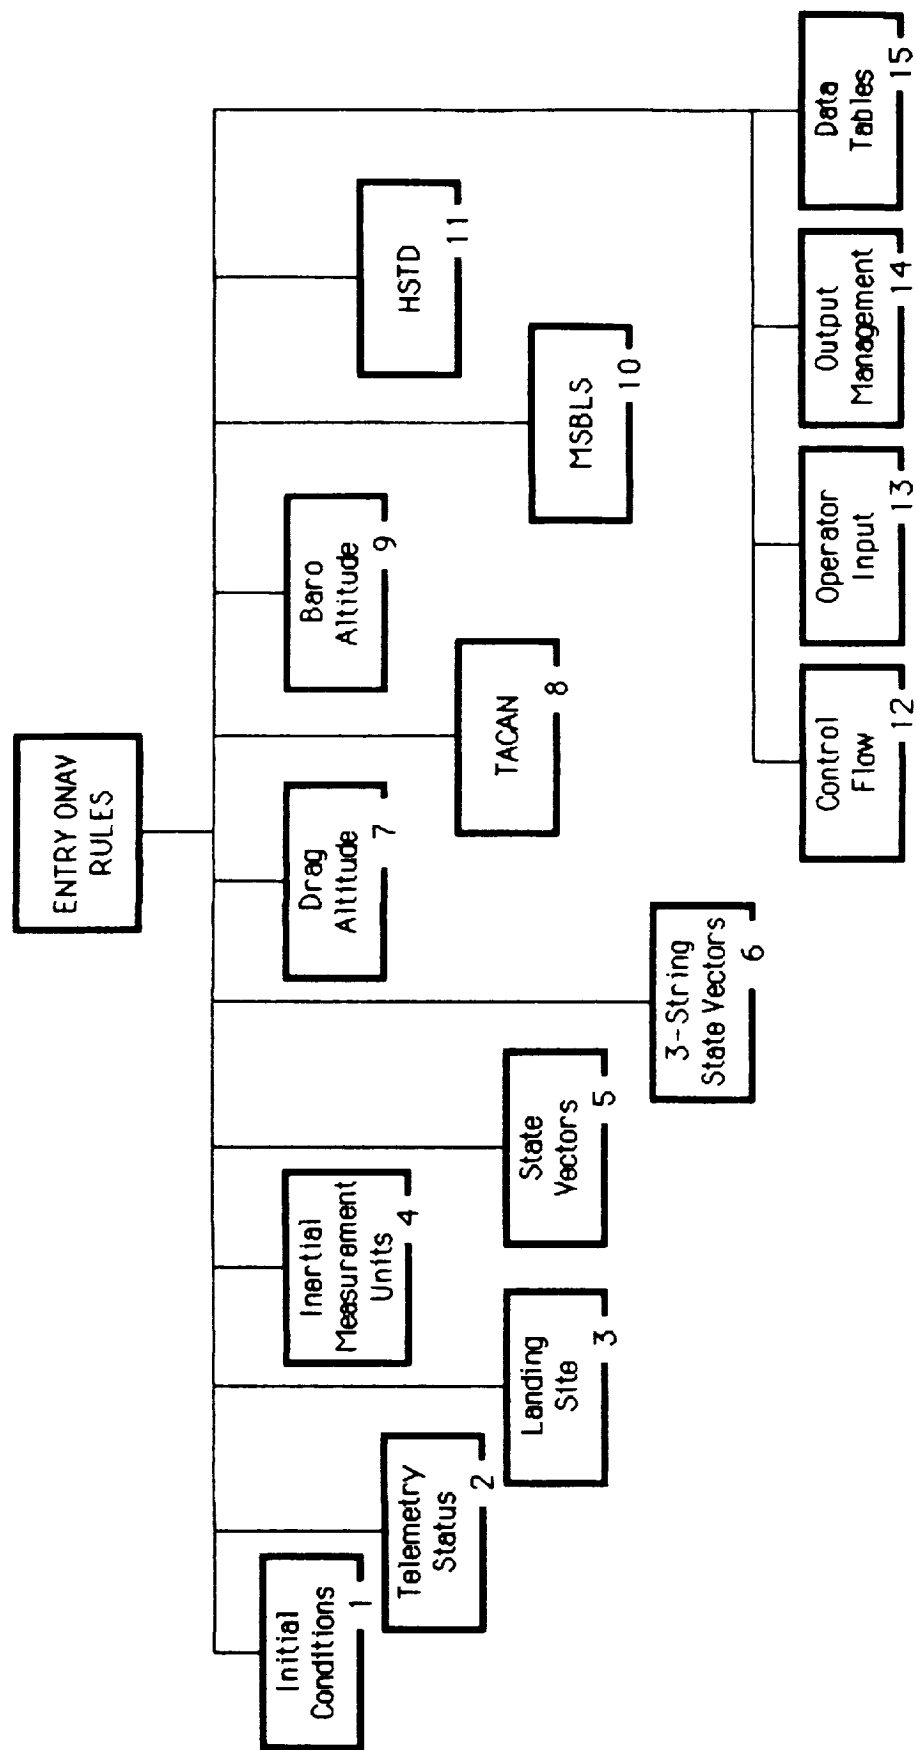 ENTRY ONAV
RULES
Initial
Conditions
1
Telemetry
Status
2
Landing
Site
3
Inertial
Measurement
Units
4
State
Vectors
5
3-String
State Vectors
6
Drag
Altitude
7
TACAN
8
Baro
Altitude
9
MSBLS
10
HSTD
11
Control
Flow
12
Operator
Input
13
Output
Management
14
Data
Tables
15